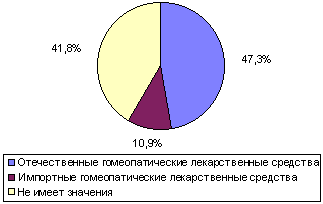 41,8%
47,3%
10,9%
Отечественные гомеопатические лекарственные средства
Импортные гомеопатические лекарственные средства
Не имеет значения